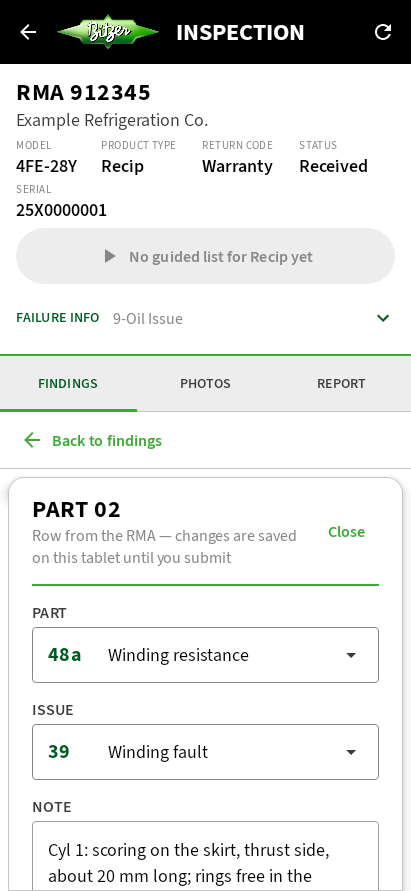 Bitzer
INSPECTION
RMA 912345
Example Refrigeration Co.
MODEL PRODUCT TYPE RETURN CODE STATUS
4FE-28Y Recip Warranty Received
SERIAL
25X0000001
No guided list for Recip yet
FAILURE INFO 9-Oil Issue
FINDINGS PHOTOS REPORT
Back to findings
PART 02
Row from the RMA — changes are saved
on this tablet until you submit
Close
PART
48a Winding resistance
ISSUE
39 Winding fault
NOTE
Cyl 1: scoring on the skirt, thrust side,
about 20 mm long; rings free in the